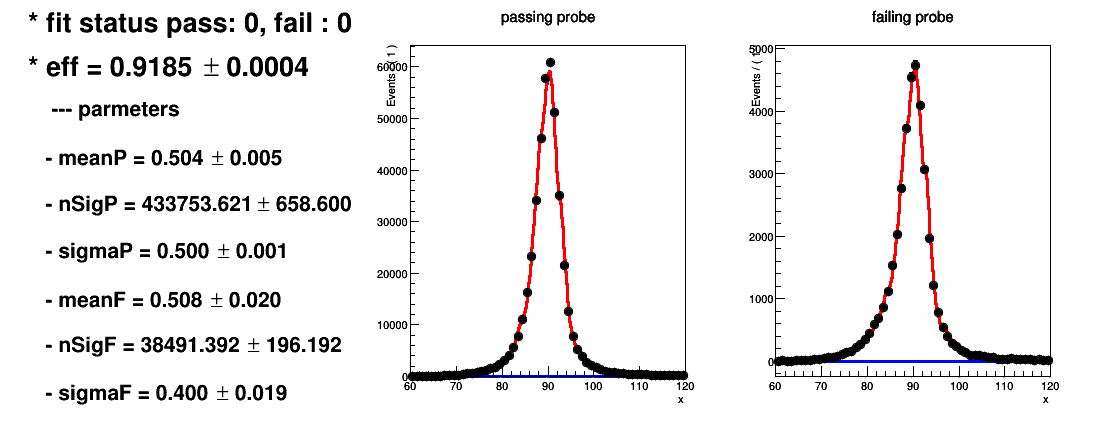 * fit status pass: 0, fail : 0
* eff = 0.9185 ± 0.0004
--- parmeters
- meanP = 0.504 ± 0.005
- nSigP = 433753.621 ± 658.600
- sigmaP = 0.500 ± 0.001
- meanF = 0.508 ± 0.020
- nSigF = 38491.392 ± 196.192
- sigmaF = 0.400 ± 0.019
passing probe
Events / ( 1 )
60000
50000
40000
30000
20000
10000
0
60 70 80 90 100 110 120
x
failing probe
Events / ( 1 )
5000
4000
3000
2000
1000
0
60 70 80 90 100 110 120
x